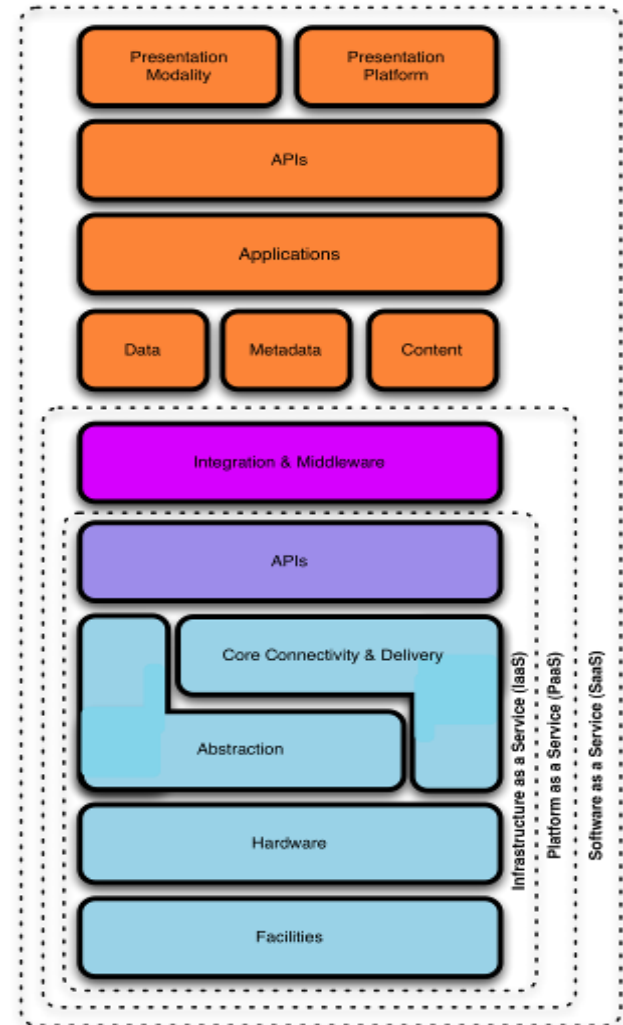 Presentation
Modality
Presentation
Platform
APIs
Applications
Data
Metadata
Content
Integration & Middleware
APIs
Core Connectivity & Delivery
Abstraction
Hardware
Facilities
Infrastructure as a Service (IaaS)
Platform as a Service (PaaS)
Software as a Service (SaaS)